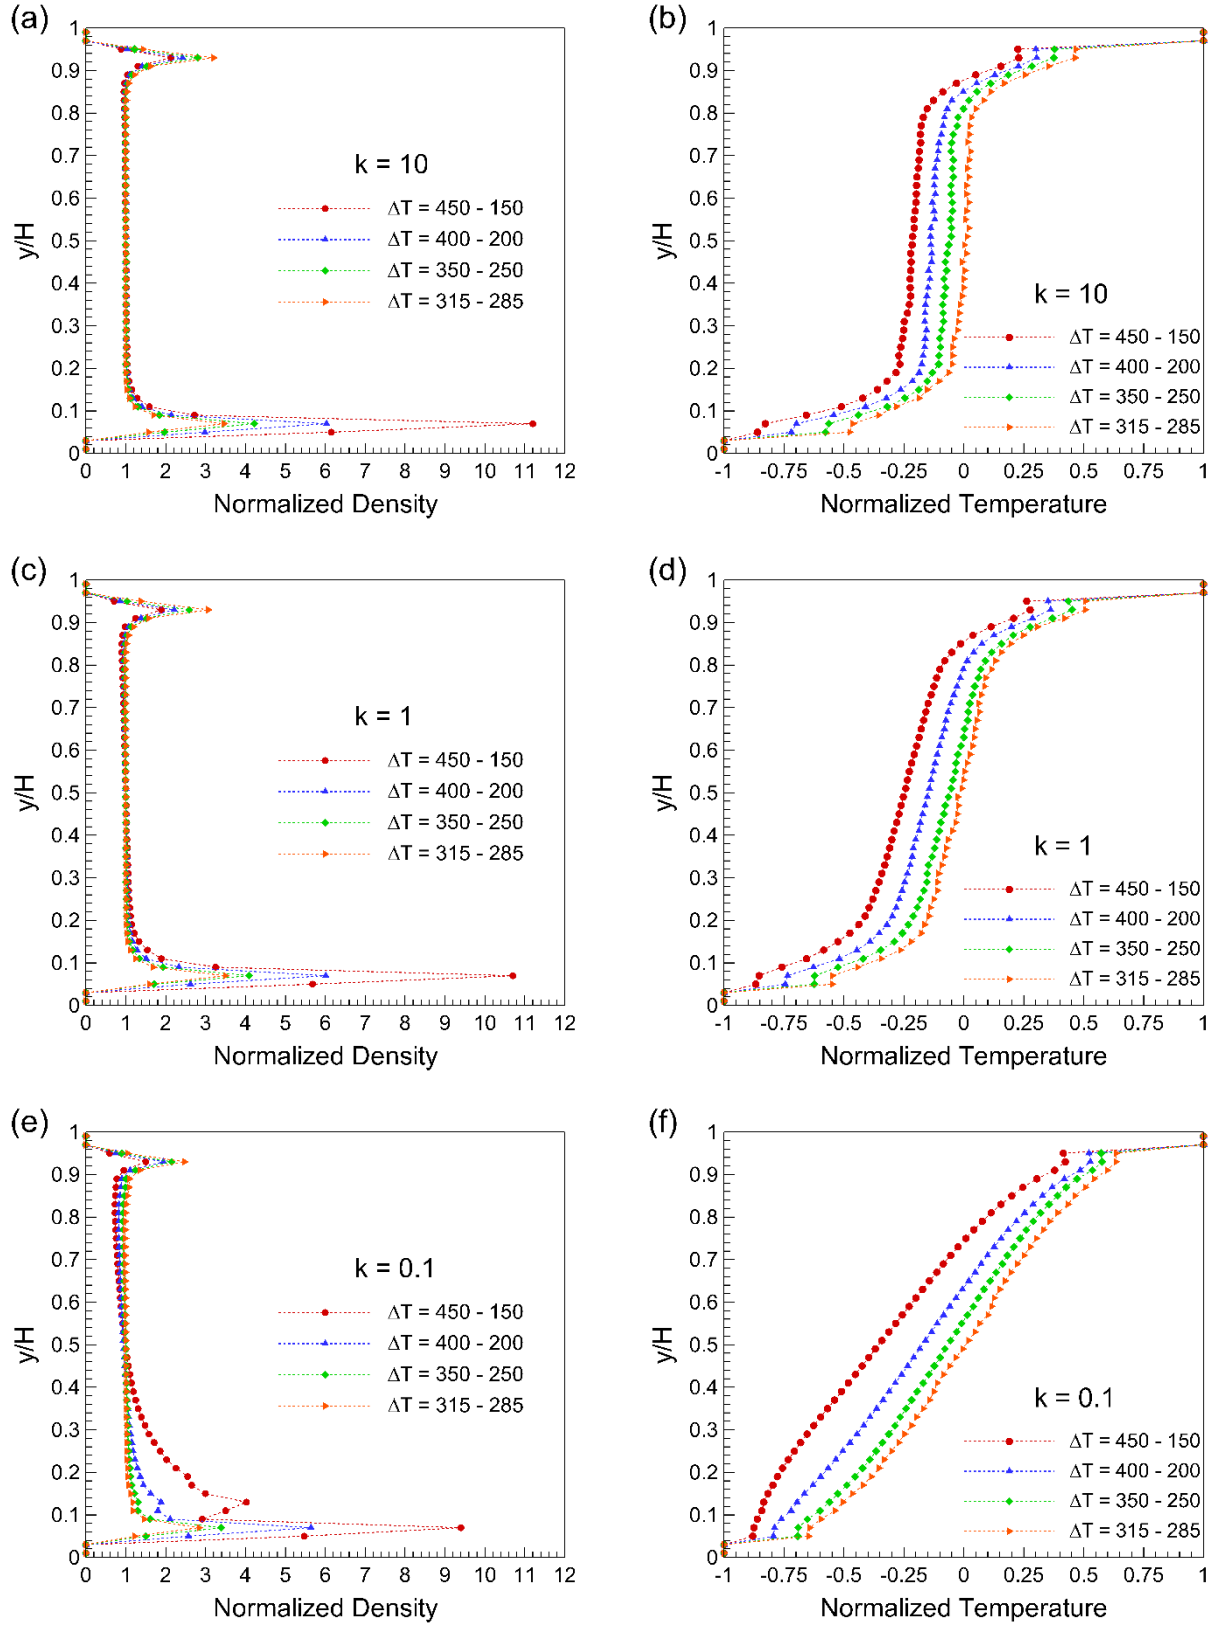 (a)
1
0.9
0.8
0.7
0.6
0.5
0.4
0.3
0.2
0.1
0
y/H
k = 10
ΔT = 450 - 150
ΔT = 400 - 200
ΔT = 350 - 250
ΔT = 315 - 285
0 1 2 3 4 5 6 7 8 9 10 11 12
Normalized Density
(b)
1
0.9
0.8
0.7
0.6
0.5
0.4
0.3
0.2
0.1
0
y/H
k = 10
ΔT = 450 - 150
ΔT = 400 - 200
ΔT = 350 - 250
ΔT = 315 - 285
-1 -0.75 -0.5 -0.25 0 0.25 0.5 0.75 1
Normalized Temperature
(c)
1
0.9
0.8
0.7
0.6
0.5
0.4
0.3
0.2
0.1
0
y/H
k = 1
ΔT = 450 - 150
ΔT = 400 - 200
ΔT = 350 - 250
ΔT = 315 - 285
0 1 2 3 4 5 6 7 8 9 10 11 12
Normalized Density
(d)
1
0.9
0.8
0.7
0.6
0.5
0.4
0.3
0.2
0.1
0
y/H
k = 1
ΔT = 450 - 150
ΔT = 400 - 200
ΔT = 350 - 250
ΔT = 315 - 285
-1 -0.75 -0.5 -0.25 0 0.25 0.5 0.75 1
Normalized Temperature
(e)
1
0.9
0.8
0.7
0.6
0.5
0.4
0.3
0.2
0.1
0
y/H
k = 0.1
ΔT = 450 - 150
ΔT = 400 - 200
ΔT = 350 - 250
ΔT = 315 - 285
0 1 2 3 4 5 6 7 8 9 10 11 12
Normalized Density
(f)
1
0.9
0.8
0.7
0.6
0.5
0.4
0.3
0.2
0.1
0
y/H
k = 0.1
ΔT = 450 - 150
ΔT = 400 - 200
ΔT = 350 - 250
ΔT = 315 - 285
-1 -0.75 -0.5 -0.25 0 0.25 0.5 0.75 1
Normalized Temperature